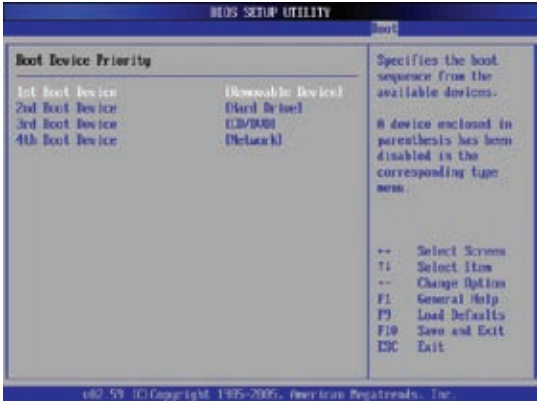 BIOS SETUP UTILITY
Boot
Boot Device Priority
1st Boot Device [Removable Device]
2nd Boot Device [Hard Drive]
3rd Boot Device [CD/DVD]
4th Boot Device [Network]
Specifies the boot
sequence from the
available devices.
A device enclosed in
parenthesis has been
disabled in the
corresponding type
menu.
↔ Select Screen
↑↓ Select Item
+- Change Option
F1 General Help
F9 Load Defaults
F10 Save and Exit
ESC Exit
v02.59 (C)Copyright 1985-2005, American Megatrends, Inc.